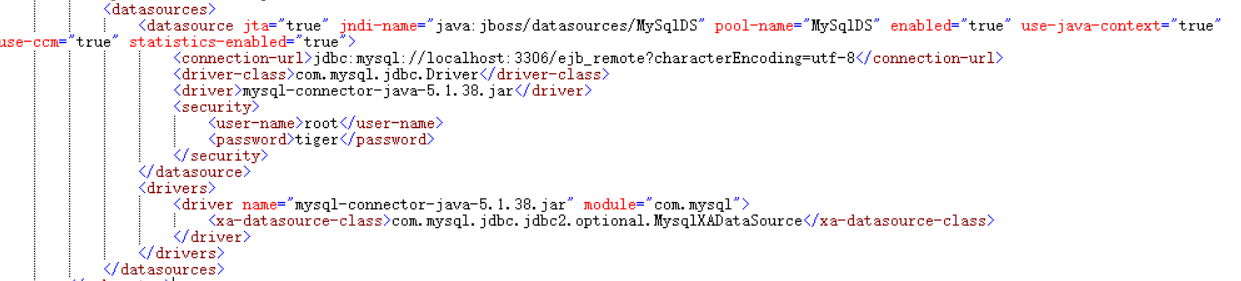 <datasources>
<datasource jta="true" jndi-name="java:jboss/datasources/MySqlDS" pool-name="MySqlDS" enabled="true" use-java-context="true"
use-ccm="true" statistics-enabled="true">
<connection-url>jdbc:mysql://localhost:3306/ejb_remote?characterEncoding=utf-8</connection-url>
<driver-class>com.mysql.jdbc.Driver</driver-class>
<driver>mysql-connector-java-5.1.38.jar</driver>
<security>
<user-name>root</user-name>
<password>tiger</password>
</security>
</datasource>
<drivers>
<driver name="mysql-connector-java-5.1.38.jar" module="com.mysql">
<xa-datasource-class>com.mysql.jdbc.jdbc2.optional.MysqlXADataSource</xa-datasource-class>
</driver>
</drivers>
</datasources>